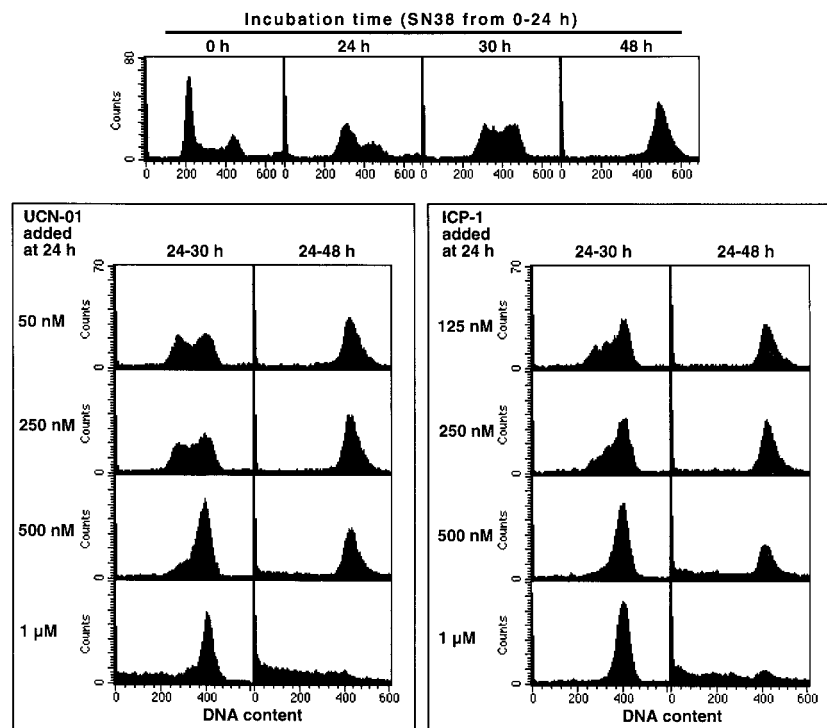 Incubation time (SN38 from 0-24 h)
0 h 24 h 30 h 48 h
80
Counts
0
0 200 400 600 0 200 400 600 0 200 400 600 0 200 400 600
UCN-01
added
at 24 h
24-30 h 24-48 h
70
50 nM
Counts
0
250 nM
Counts
0
500 nM
Counts
0
1 µM
Counts
0 200 400 0 200 400 600
DNA content
ICP-1
added
at 24 h
24-30 h 24-48 h
70
125 nM
Counts
0
250 nM
Counts
0
500 nM
Counts
0
1 µM
Counts
0 200 400 0 200 400 600
DNA content